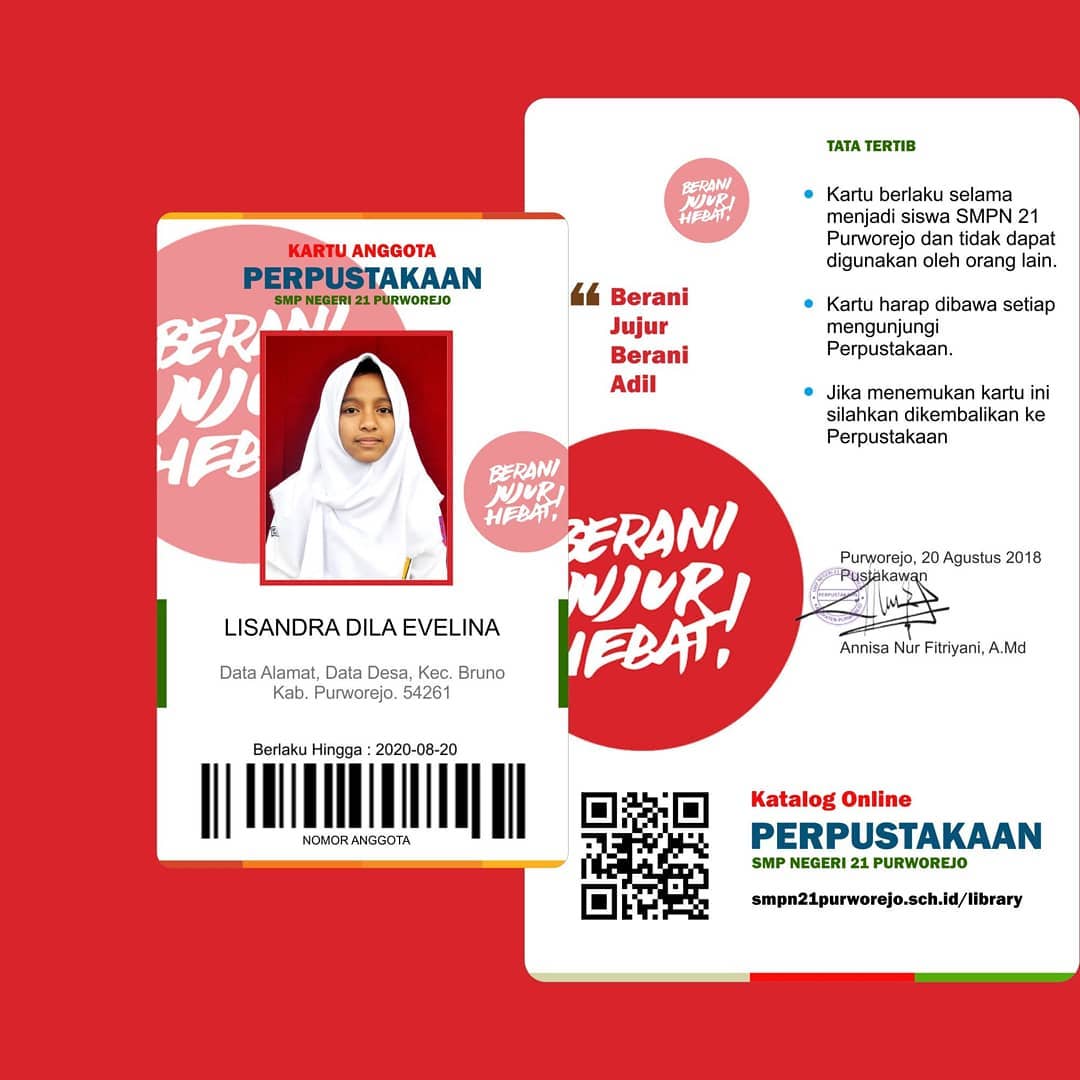 KARTU ANGGOTA
PERPUSTAKAAN
SMP NEGERI 21 PURWOREJO
BERANI
JUJUR
HEBAT!
LISANDRA DILA EVELINA
Data Alamat, Data Desa, Kec. Bruno
Kab. Purworejo. 54261
Berlaku Hingga : 2020-08-20
NOMOR ANGGOTA
BERANI
JUJUR
HEBAT!
“ Berani
Jujur
Berani
Adil
TATA TERTIB
• Kartu berlaku selama
menjadi siswa SMPN 21
Purworejo dan tidak dapat
digunakan oleh orang lain.
• Kartu harap dibawa setiap
mengunjungi
Perpustakaan.
• Jika menemukan kartu ini
silahkan dikembalikan ke
Perpustakaan
BERANI
JUJUR
HEBAT!
Purworejo, 20 Agustus 2018
Pustakawan
PERPUSTAKAAN
Annisa Nur Fitriyani, A.Md
Katalog Online
PERPUSTAKAAN
SMP NEGERI 21 PURWOREJO
smpn21purworejo.sch.id/library